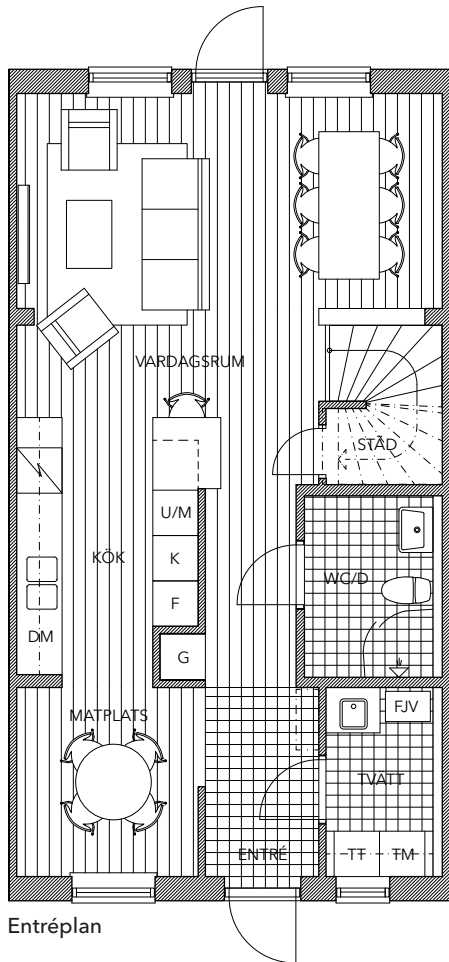 VARDAGSRUM
STÄD
U/M
KÖK
K
WC/D
F
DM
G
MATPLATS
FJV
TVÄTT
ENTRÉ
TT
TM
Entréplan